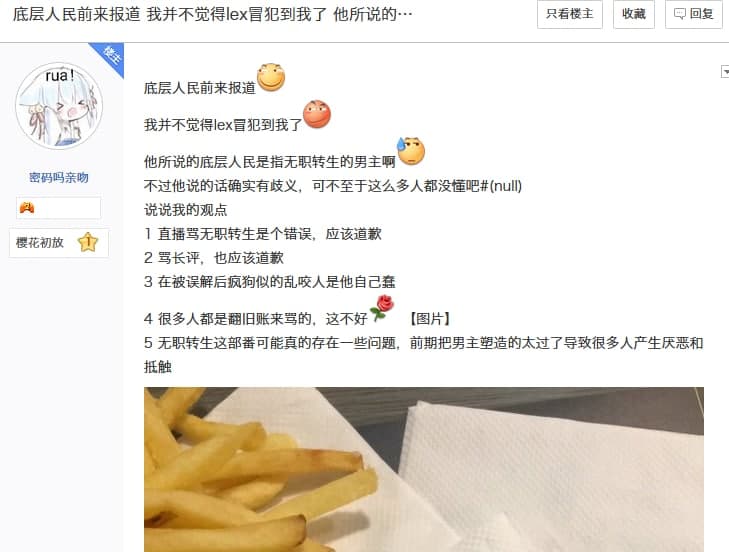 底层人民前来报道 我并不觉得lex冒犯到我了 他所说的…
只看楼主
收藏
回复
楼主
rua!
密码吗亲吻
樱花初放 1
底层人民前来报道
我并不觉得lex冒犯到我了
他所说的底层人民是指无职转生的男主啊
不过他说的话确实有歧义，可不至于这么多人都没懂吧#(null)
说说我的观点
1 直播骂无职转生是个错误，应该道歉
2 骂长评，也应该道歉
3 在被误解后疯狗似的乱咬人是他自己蠢
4 很多人都是翻旧账来骂的，这不好 【图片】
5 无职转生这部番可能真的存在一些问题，前期把男主塑造的太过了导致很多人产生厌恶和
抵触